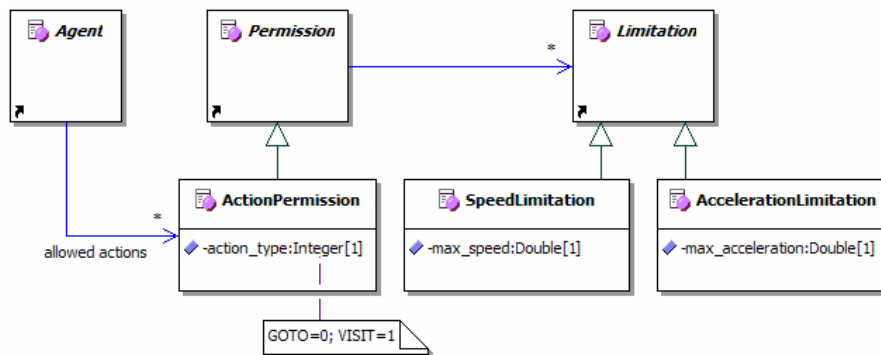 Agent
Permission
Limitation
*
ActionPermission
SpeedLimitation
AccelerationLimitation
*
allowed actions
-action_type:Integer[1]
-max_speed:Double[1]
-max_acceleration:Double[1]
GOTO=0; VISIT=1